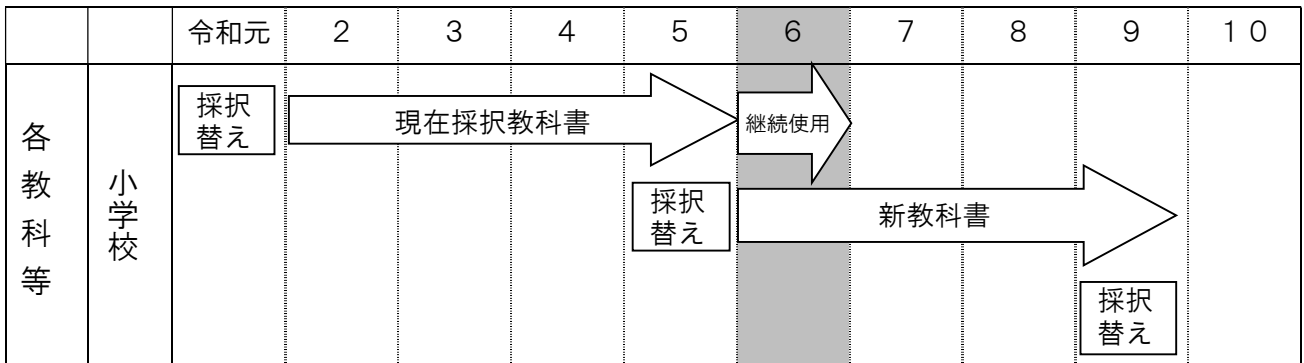 令和元 2 3 4 5 6 7 8 9 10
各教科等
小学校
採択
替え
現在採択教科書
継続使用
採択
替え
新教科書
採択
替え